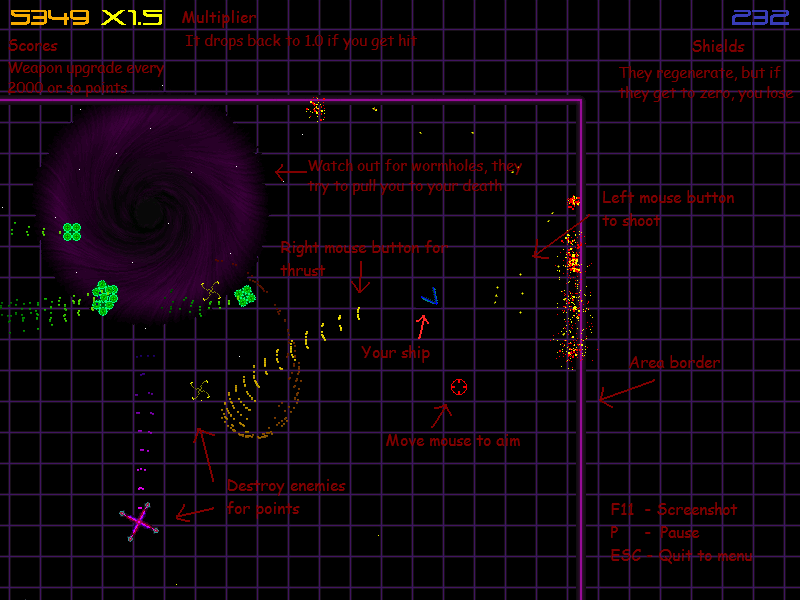 5349 X1.5
Multiplier
232
It drops back to 1.0 if you get hit
Scores
Shields
Weapon upgrade every
2000 or so points
They regenerate, but if
they get to zero, you lose
Watch out for wormholes, they
try to pull you to your death
Left mouse button
to shoot
Right mouse button for
thrust
Your ship
Area border
Move mouse to aim
Destroy enemies
for points
F11 - Screenshot
P - Pause
ESC - Quit to menu